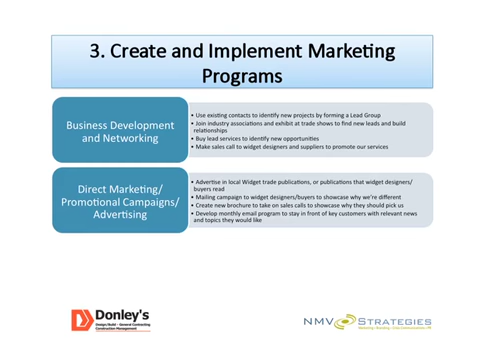 3. Create and Implement Marketing
Programs
Business Development
and Networking
• Use existing contacts to identify new projects by forming a Lead Group
• Join industry associations and exhibit at trade shows to find new leads and build
relationships
• Buy lead services to identify new opportunities
• Make sales call to widget designers and suppliers to promote our services
Direct Marketing/
Promotional Campaigns/
Advertising
• Advertise in local Widget trade publications, or publications that widget designers/
buyers read
• Mailing campaign to widget designers/buyers to showcase why we're different
• Create new brochure to take on sales calls to showcase why they should pick us
• Develop monthly email program to stay in front of key customers with relevant news
and topics they would like
Donley's
Design/Build - General Contracting
Construction Management
NMV STRATEGIES